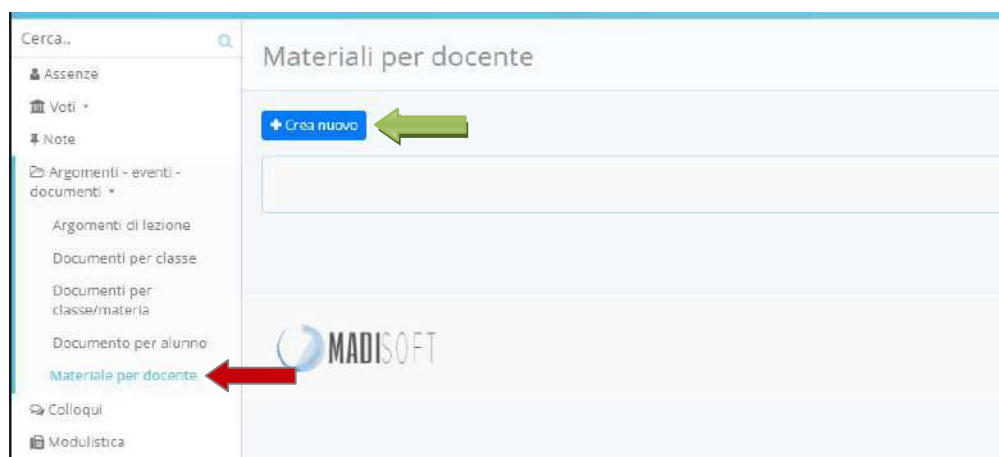 Cerca..
Materiali per docente
Assenze
Voti
+ Crea nuovo
Note
Argomenti - eventi -
documenti
Argomenti di lezione
Documenti per classe
Documenti per
classe/materia
Documento per alunno
MADISOFT
Materiale per docente
Colloqui
Modulistica